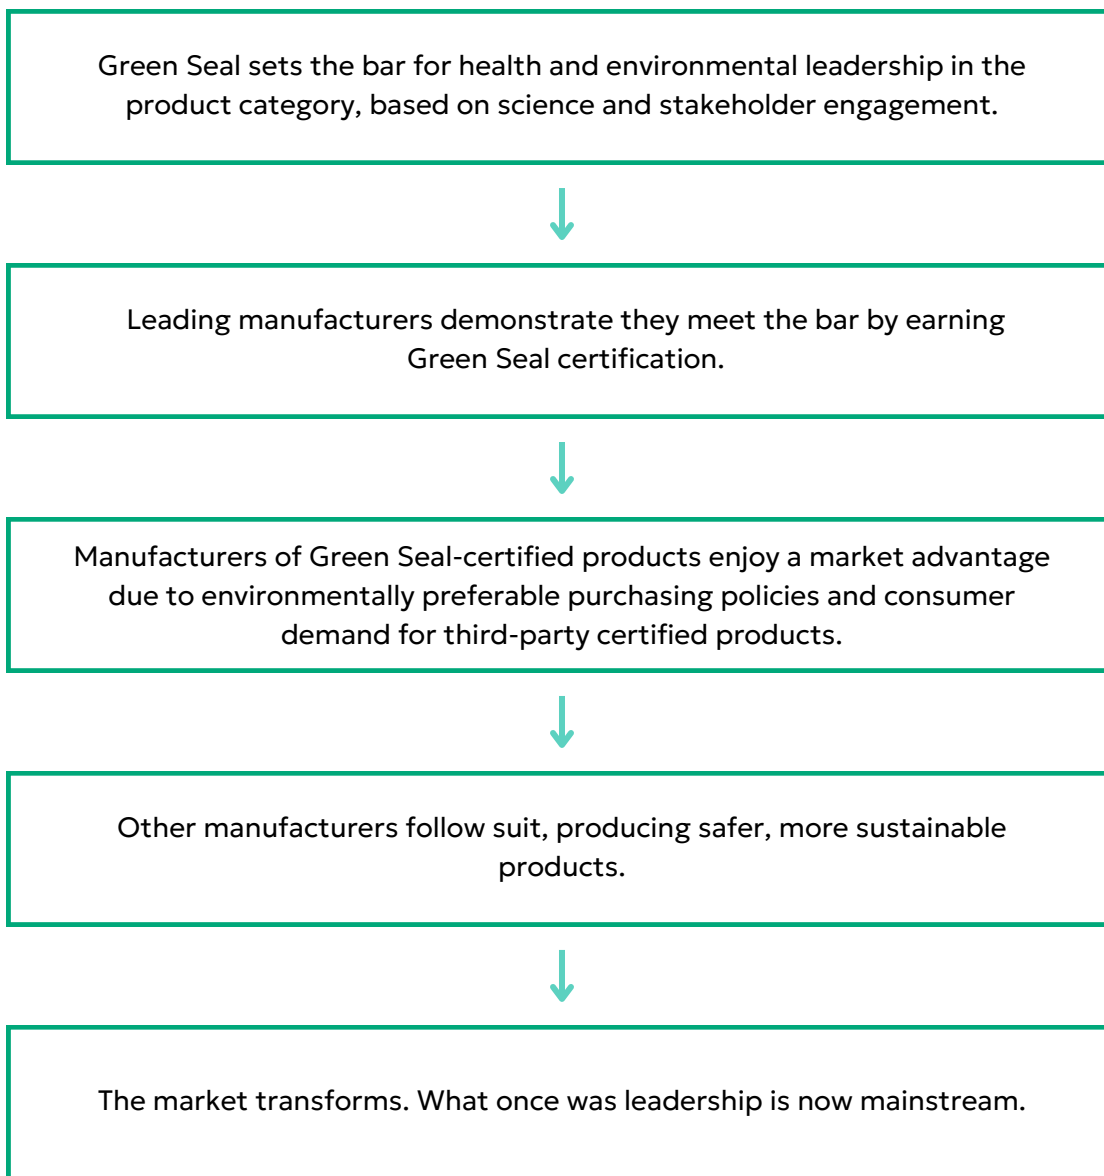 Green Seal sets the bar for health and environmental leadership in the
product category, based on science and stakeholder engagement.
Leading manufacturers demonstrate they meet the bar by earning
Green Seal certification.
Manufacturers of Green Seal-certified products enjoy a market advantage
due to environmentally preferable purchasing policies and consumer
demand for third-party certified products.
Other manufacturers follow suit, producing safer, more sustainable
products.
The market transforms. What once was leadership is now mainstream.